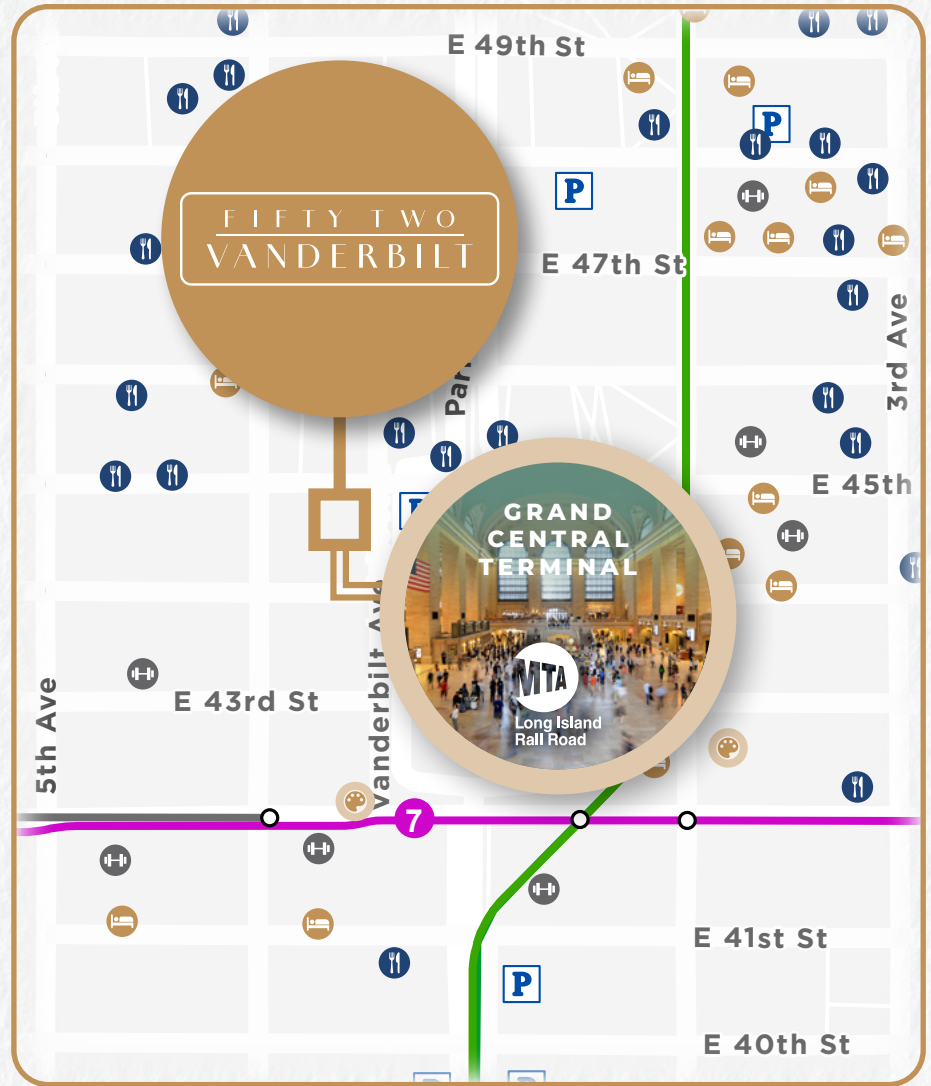 E 49th St
P
P
FIFTY TWO
VANDERBILT
E 47th St
3rd Ave
E 45th
GRAND
CENTRAL
TERMINAL
MTA
Long Island
Rail Road
Vanderbilt Ave
E 43rd St
5th Ave
7
E 41st St
P
E 40th St